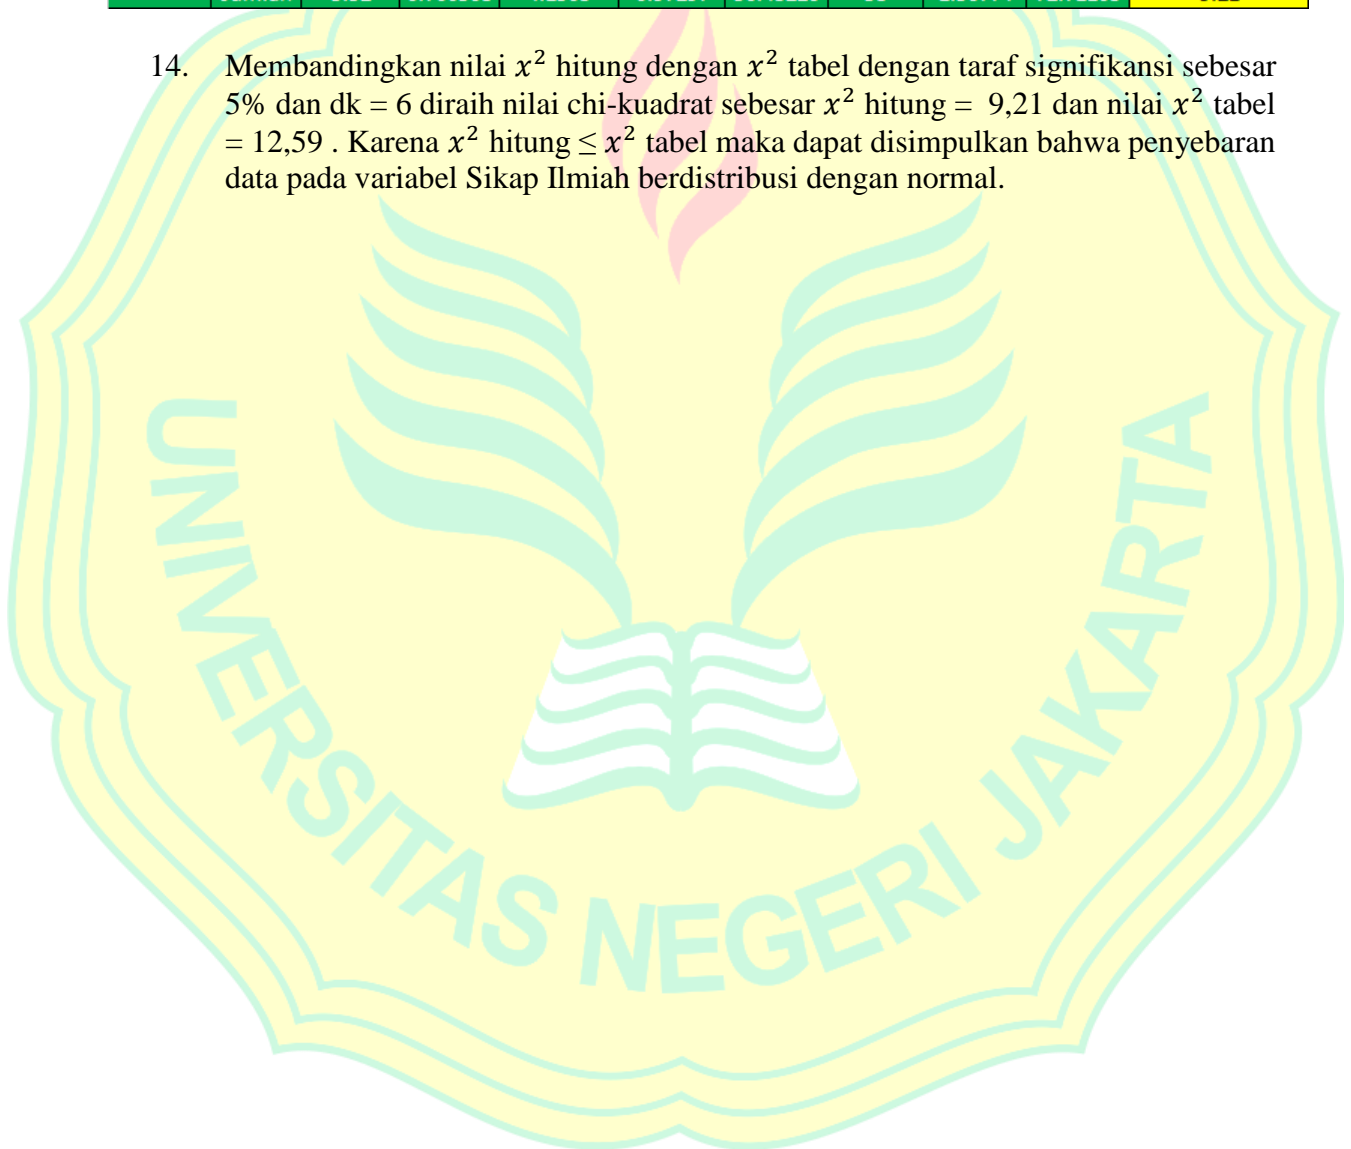 14. Membandingkan nilai x² hitung dengan x² tabel dengan taraf signifikansi sebesar
5% dan dk = 6 diraih nilai chi-kuadrat sebesar x² hitung = 9,21 dan nilai x² tabel
= 12,59 . Karena x² hitung ≤ x² tabel maka dapat disimpulkan bahwa penyebaran
data pada variabel Sikap Ilmiah berdistribusi dengan normal.
UNIVERSITAS NEGERI JAKARTA